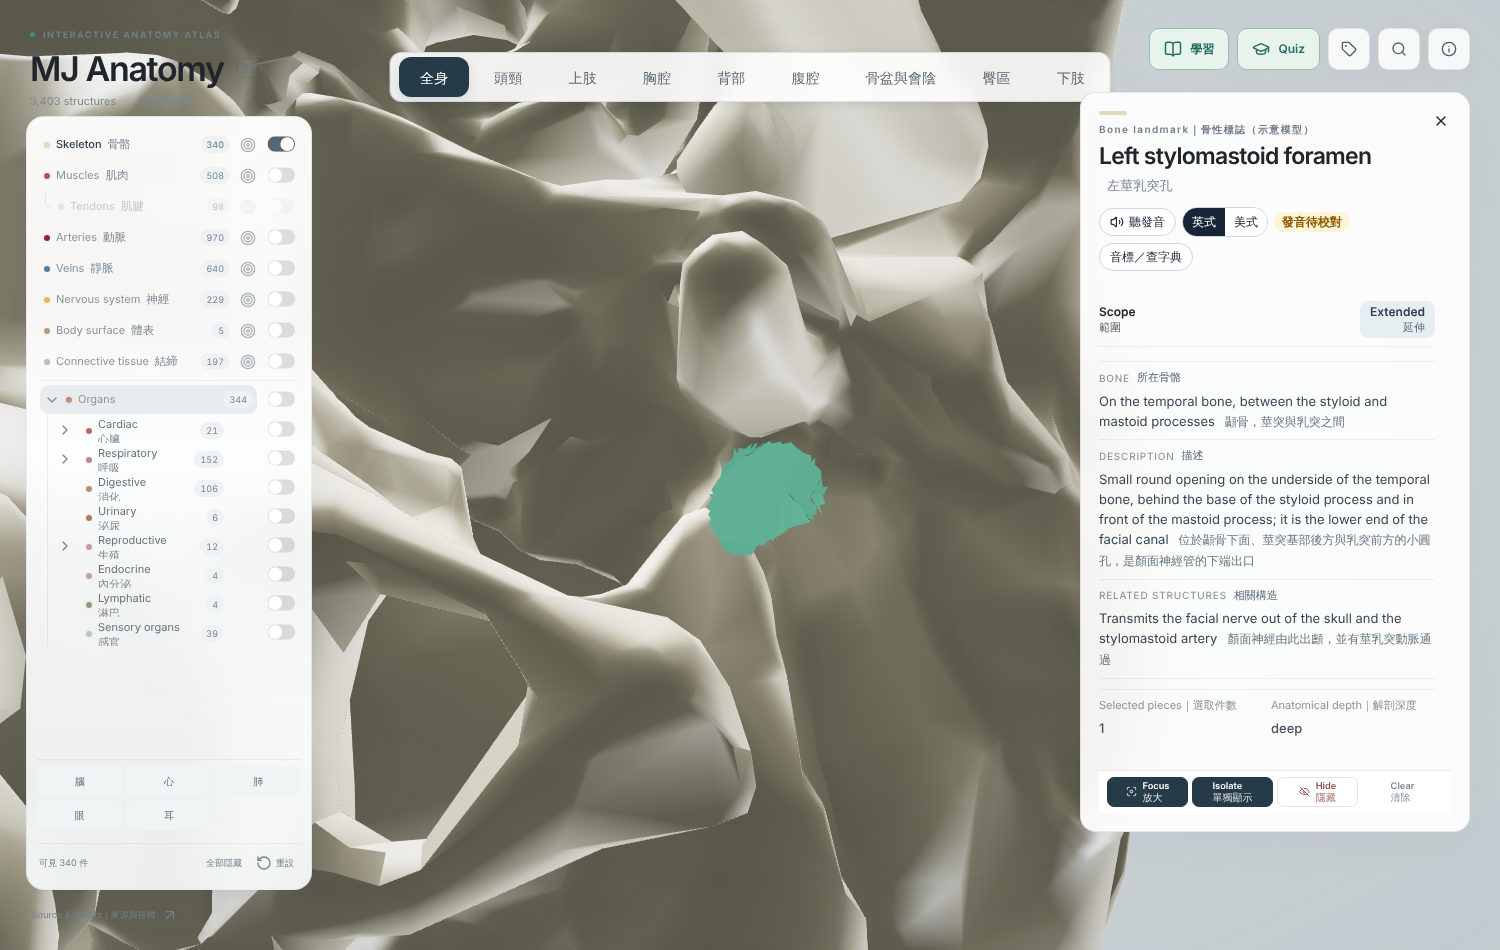 INTERACTIVE ANATOMY ATLAS
MJ Anatomy
3,403 structures
全身
頭頸
上肢
胸腔
背部
腹腔
骨盆與會陰
臀區
下肢
學習
Quiz
Skeleton 骨骼 340
Muscles 肌肉 508
Tendons 肌腱 98
Arteries 動脈 970
Veins 靜脈 640
Nervous system 神經 229
Body surface 體表 5
Connective tissue 結締 197
Organs 344
Cardiac 21
心臟
Respiratory 152
呼吸
Digestive 106
消化
Urinary 6
泌尿
Reproductive 12
生殖
Endocrine 4
內分泌
Lymphatic 4
淋巴
Sensory organs 39
感官
腦
心
肺
眼
耳
可見 340 件
全部隱藏
重設
Bone landmark | 骨性標誌（示意模型）
Left stylomastoid foramen
左莖乳突孔
聽發音
英式
美式
發音待校對
音標／查字典
Scope
範圍
Extended
延伸
BONE 所在骨骼
On the temporal bone, between the styloid and
mastoid processes 顳骨，莖突與乳突之間
DESCRIPTION 描述
Small round opening on the underside of the temporal
bone, behind the base of the styloid process and in
front of the mastoid process; it is the lower end of the
facial canal 位於顳骨下面、莖突基部後方與乳突前方的小圓
孔，是顏面神經管的下端出口
RELATED STRUCTURES 相關構造
Transmits the facial nerve out of the skull and the
stylomastoid artery 顏面神經由此出顱，並有莖乳突動脈通
過
Selected pieces | 選取件數
1
Anatomical depth | 解剖深度
deep
Focus
放大
Isolate
單獨顯示
Hide
隱藏
Clear
清除